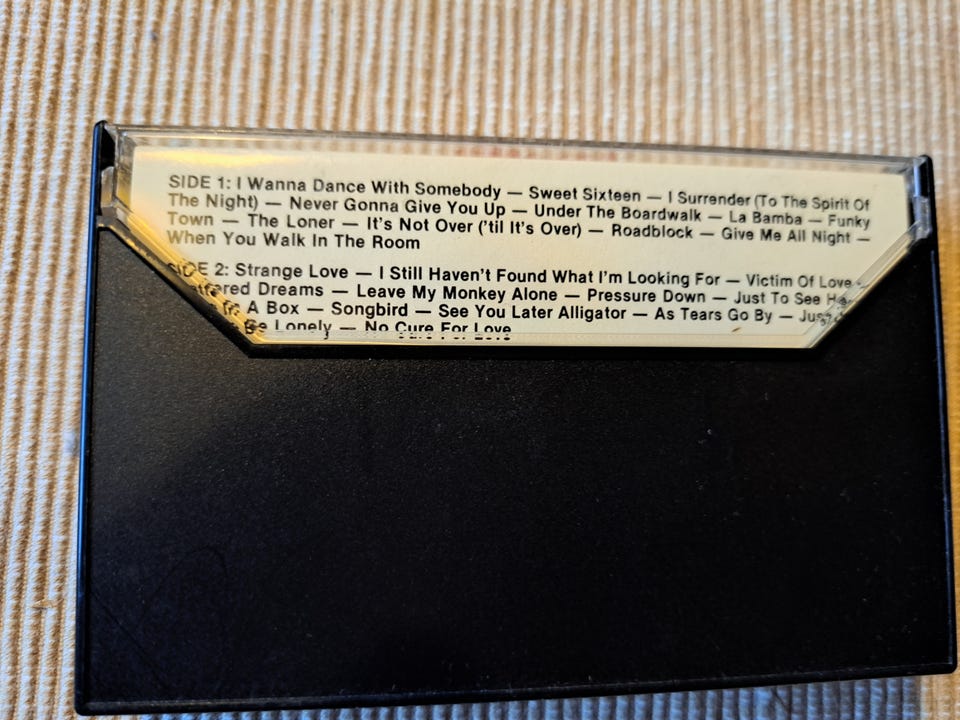 SIDE 1: I Wanna Dance With Somebody — Sweet Sixteen — I Surrender (To The Spirit Of
The Night) — Never Gonna Give You Up — Under The Boardwalk — La Bamba — Funky
Town — The Loner — It's Not Over ('til It's Over) — Roadblock — Give Me All Night —
When You Walk In The Room
SIDE 2: Strange Love — I Still Haven't Found What I'm Looking For — Victim Of Love
Dreams — Leave My Monkey Alone — Pressure Down — Just To See
A Box — Songbird — See You Later Alligator — As Tears Go By —
Be Lonely — No Cure For Love